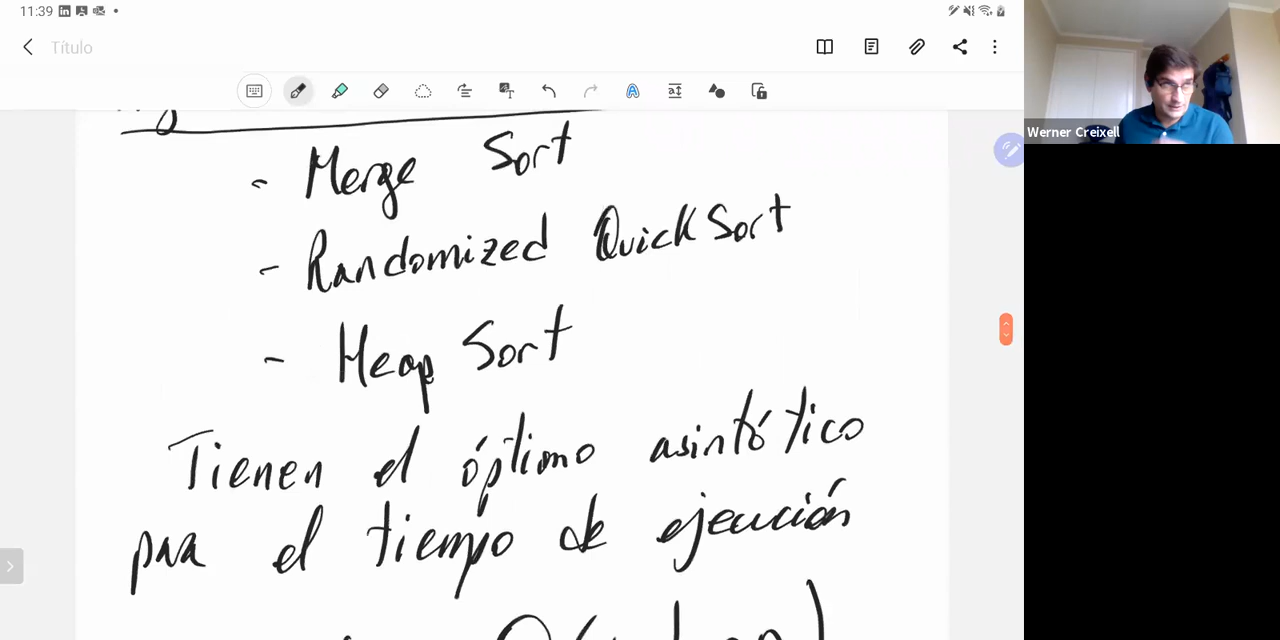 11:39
Título
Werner Creixell
- Merge Sort
- Randomized QuickSort
- Heap Sort
Tienen el óptimo asintótico
para el tiempo de ejecución